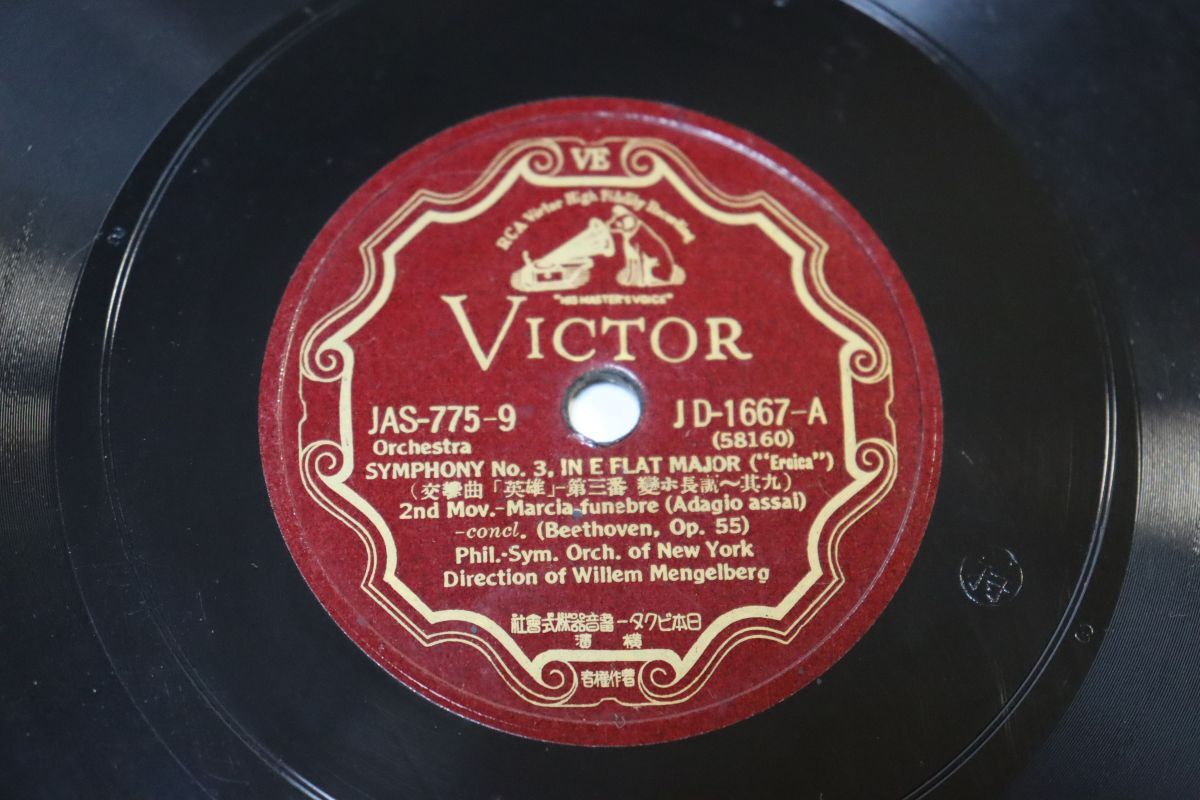 VE
RCA Victor High Fidelity Recording
"HIS MASTER'S VOICE"
VICTOR
JAS-775-9 JD-1667-A
Orchestra (58160)
SYMPHONY No. 3, IN E FLAT MAJOR ("Eroica")
(交響曲「英雄」-第三番 變ホ長調~其九)
2nd Mov.-Marcia funebre (Adagio assai)
-concl. (Beethoven, Op. 55)
Phil.-Sym. Orch. of New York
Direction of Willem Mengelberg
社會式株器音蓄ータクビ本日
濱横
者權作著